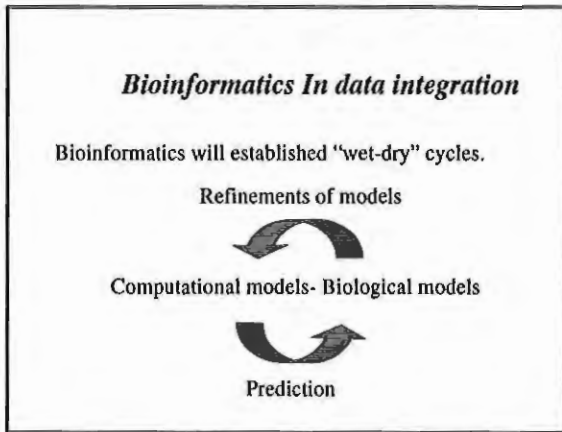 Bioinformatics In data integration
Bioinformatics will established "wet-dry" cycles.
Refinements of models
Computational models- Biological models
Prediction